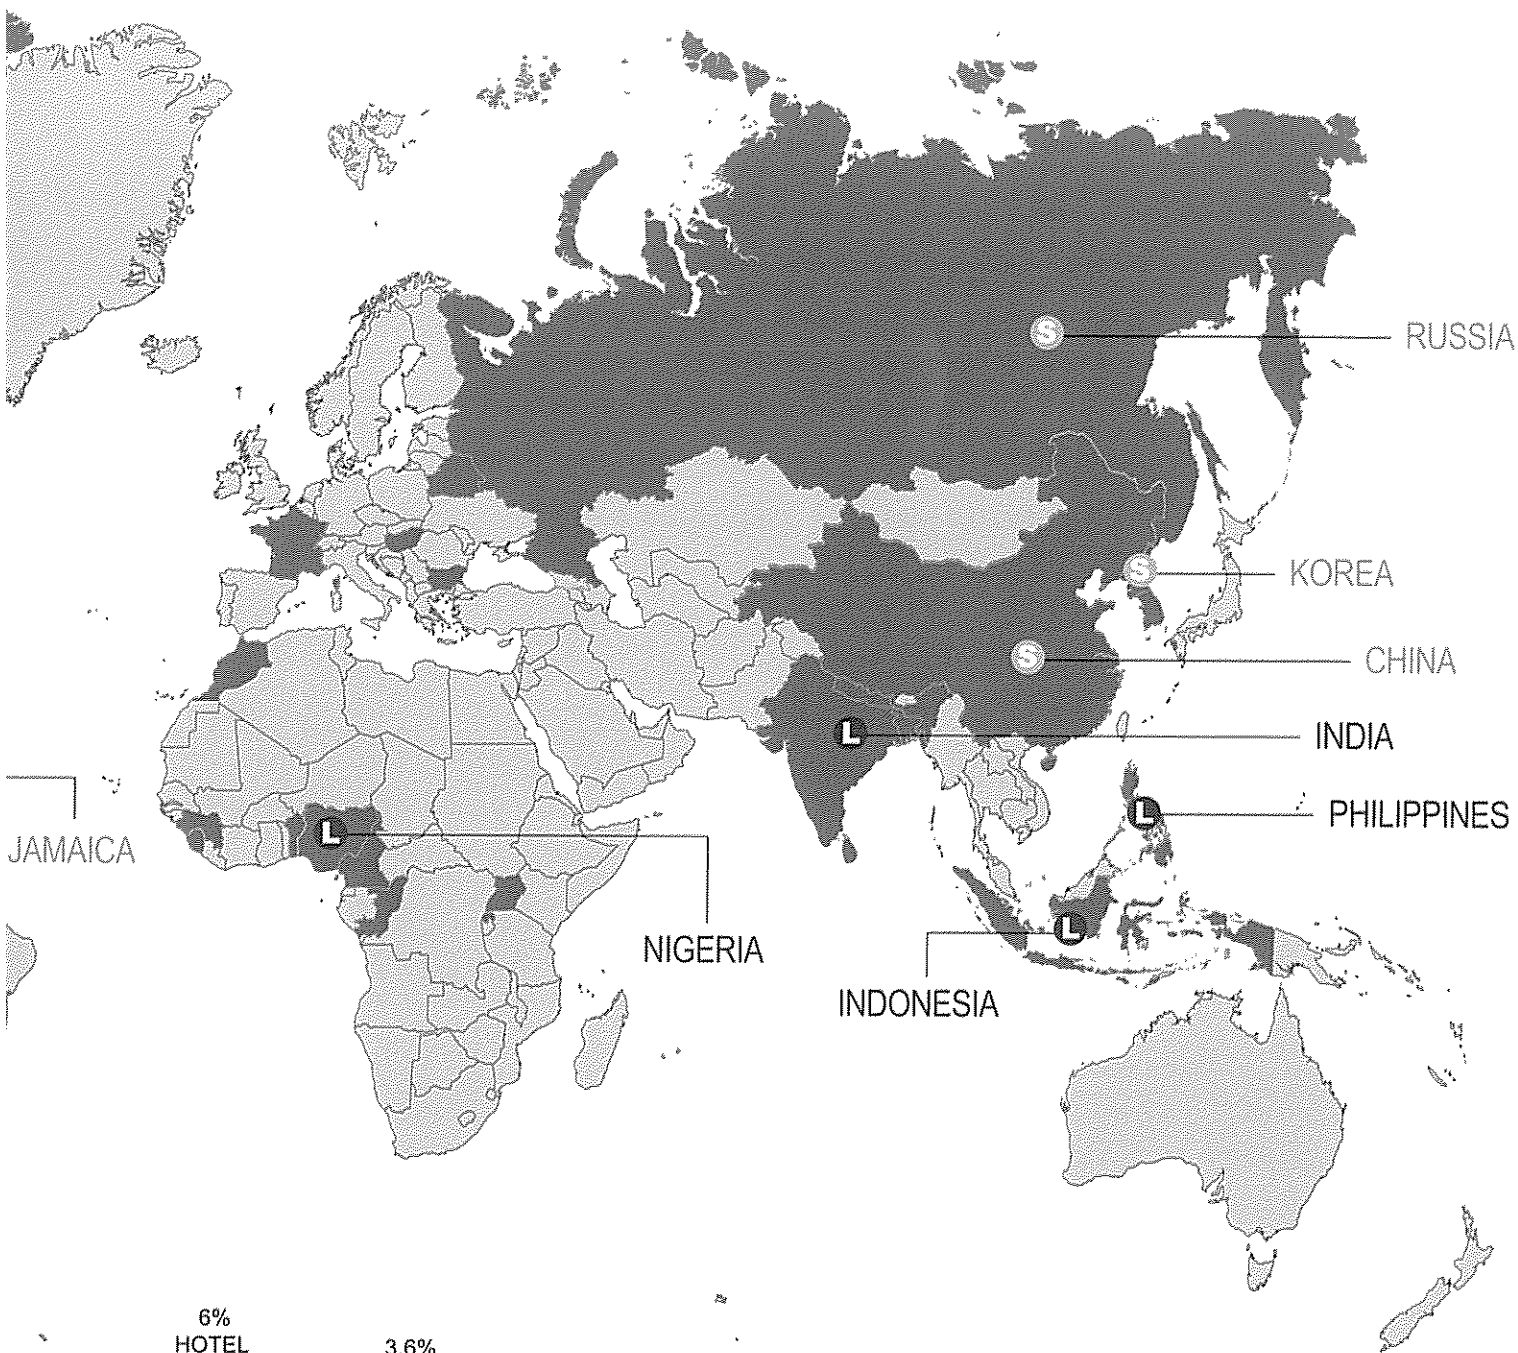 S RUSSIA
S KOREA
S CHINA
L INDIA
L PHILIPPINES
JAMAICA
L
NIGERIA
L
INDONESIA
6%
HOTEL
3.6%